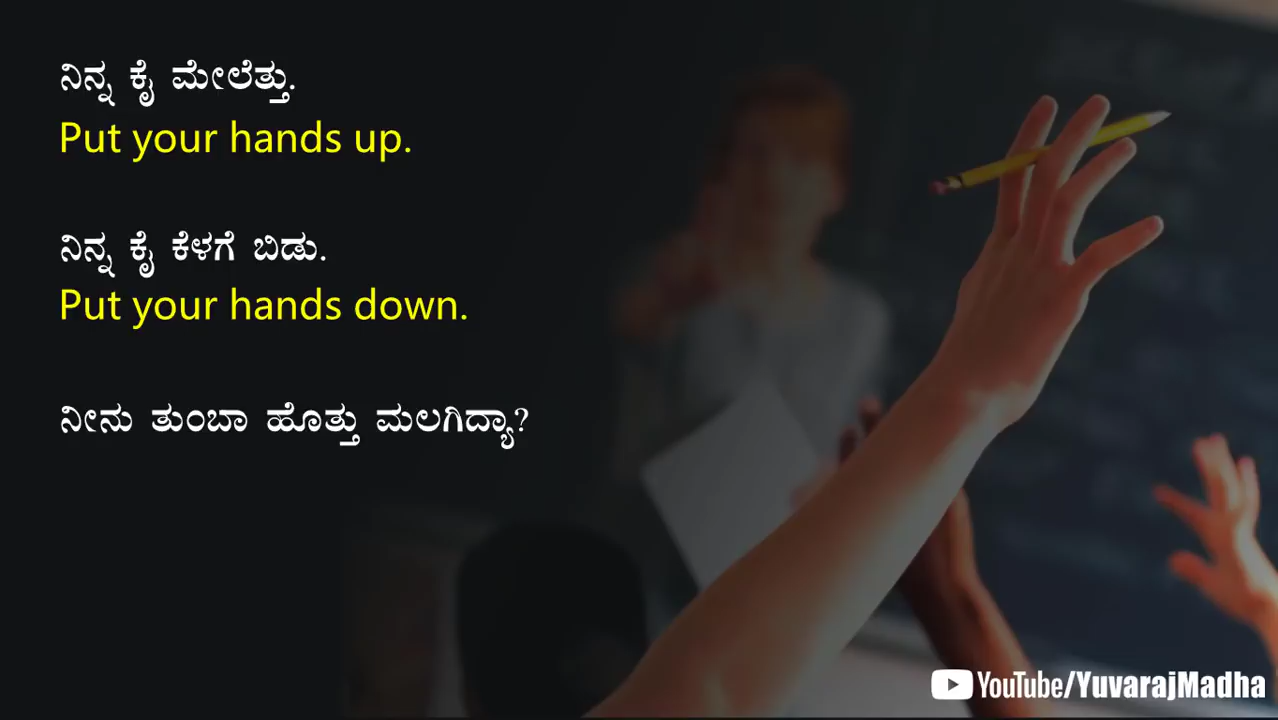 ನಿನ್ನ ಕೈ ಮೇಲೆತ್ತು.
Put your hands up.
ನಿನ್ನ ಕೈ ಕೆಳಗೆ ಬಿಡು.
Put your hands down.
ನೀನು ತುಂಬಾ ಹೊತ್ತು ಮಲಗಿದ್ಯಾ?
YouTube/YuvarajMadha